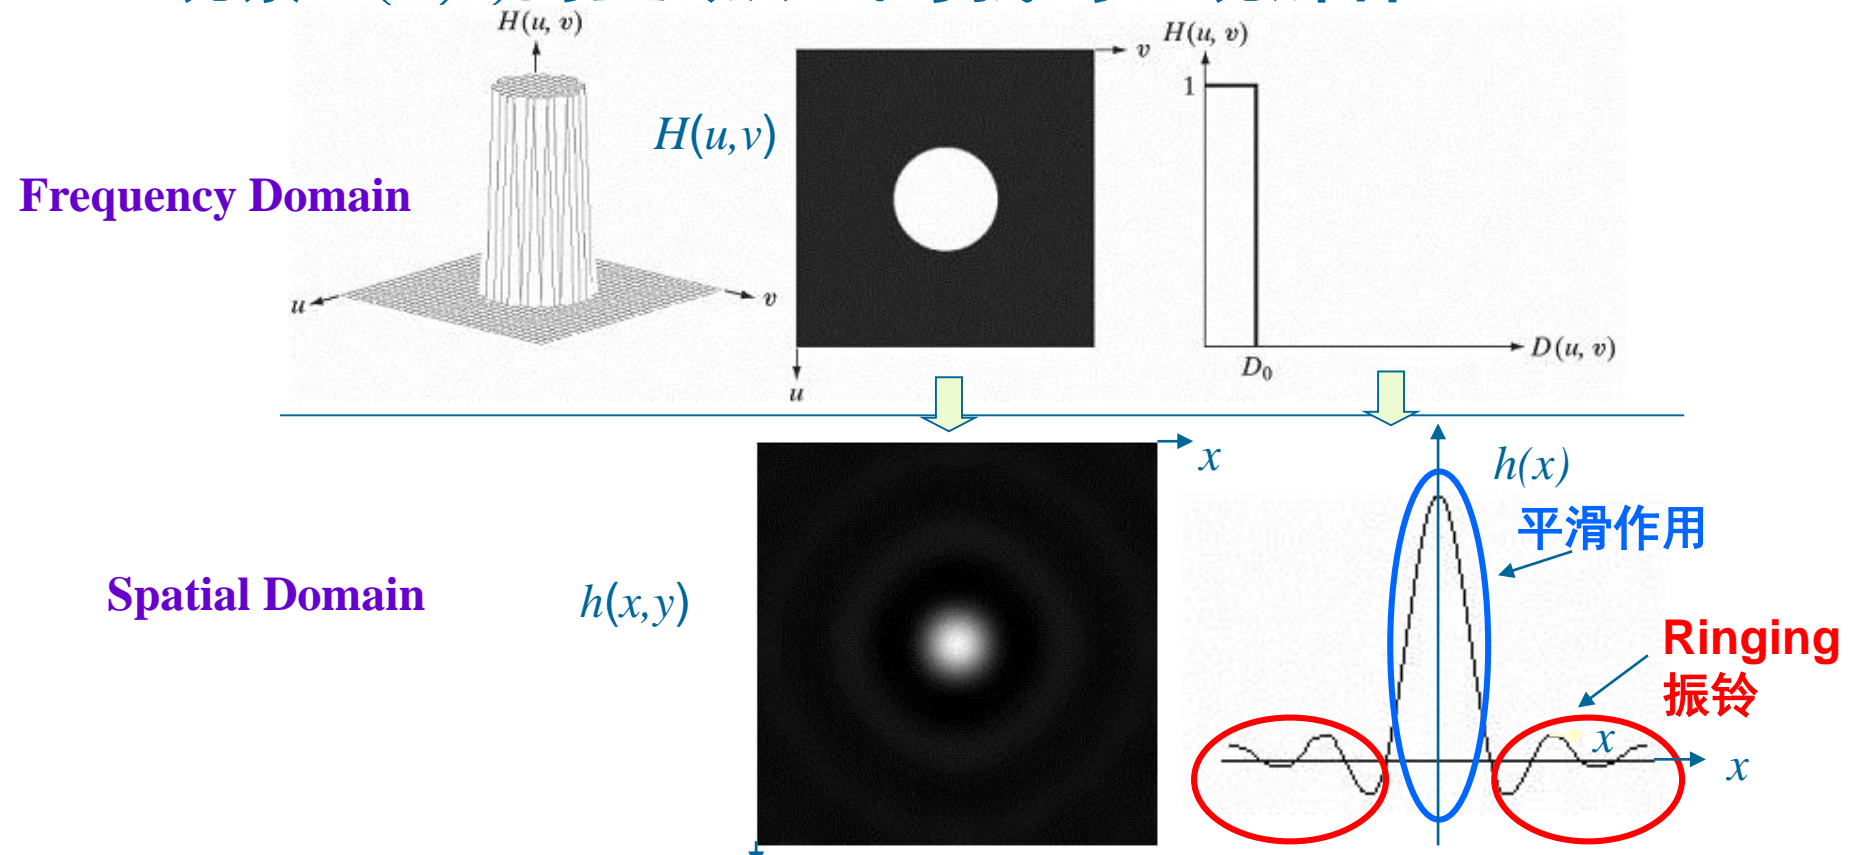 H(u, v)
u
v
H(u,v)
v
u
H(u, v)
1
D₀
D(u, v)
Frequency Domain
Spatial Domain
h(x,y)
x
h(x)
平滑作用
Ringing
振铃
x
x